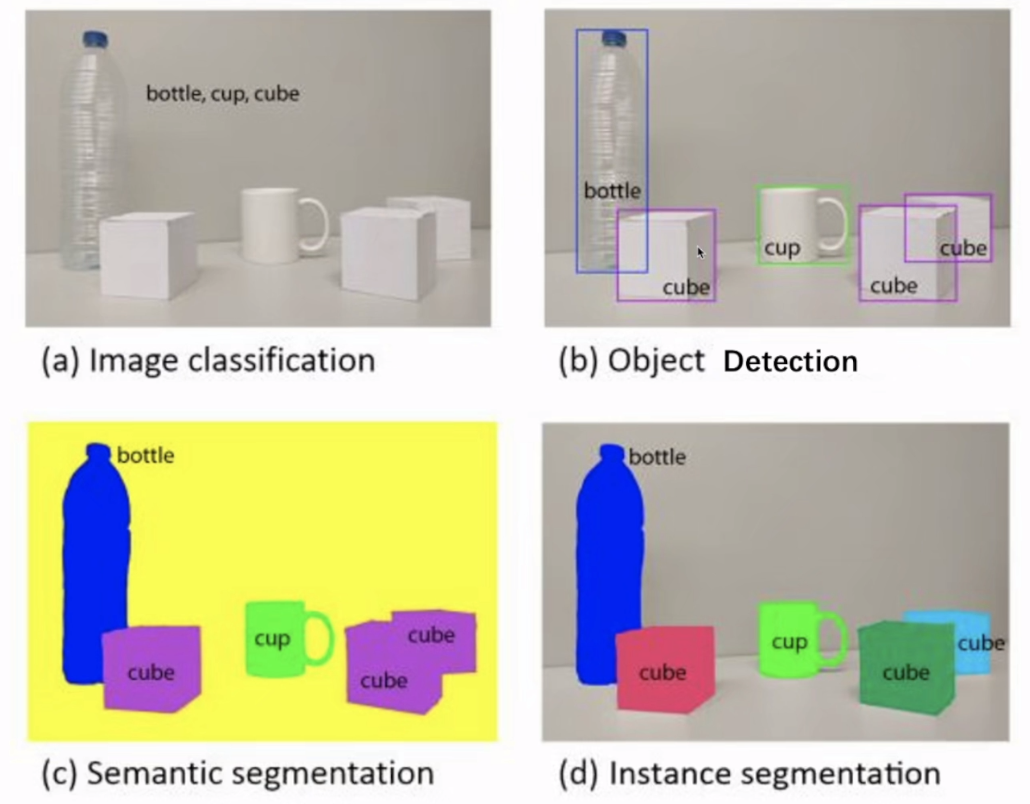 bottle, cup, cube
(a) Image classification
bottle
cup
cube
cube
cube
(b) Object Detection
bottle
cup
cube
cube
cube
(c) Semantic segmentation
bottle
cup
cube
cube
cube
(d) Instance segmentation